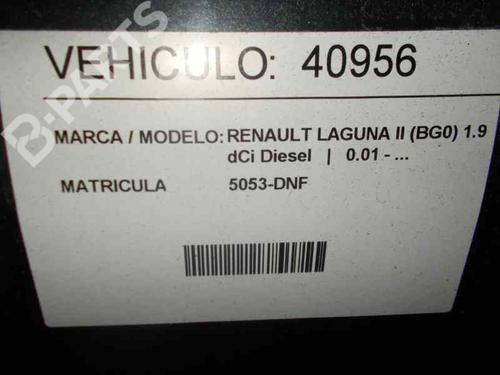 VEHICULO: 40956
MARCA / MODELO: RENAULT LAGUNA II (BG0) 1.9
dCi Diesel | 0.01 - ...
MATRICULA 5053-DNF
B-PARTS